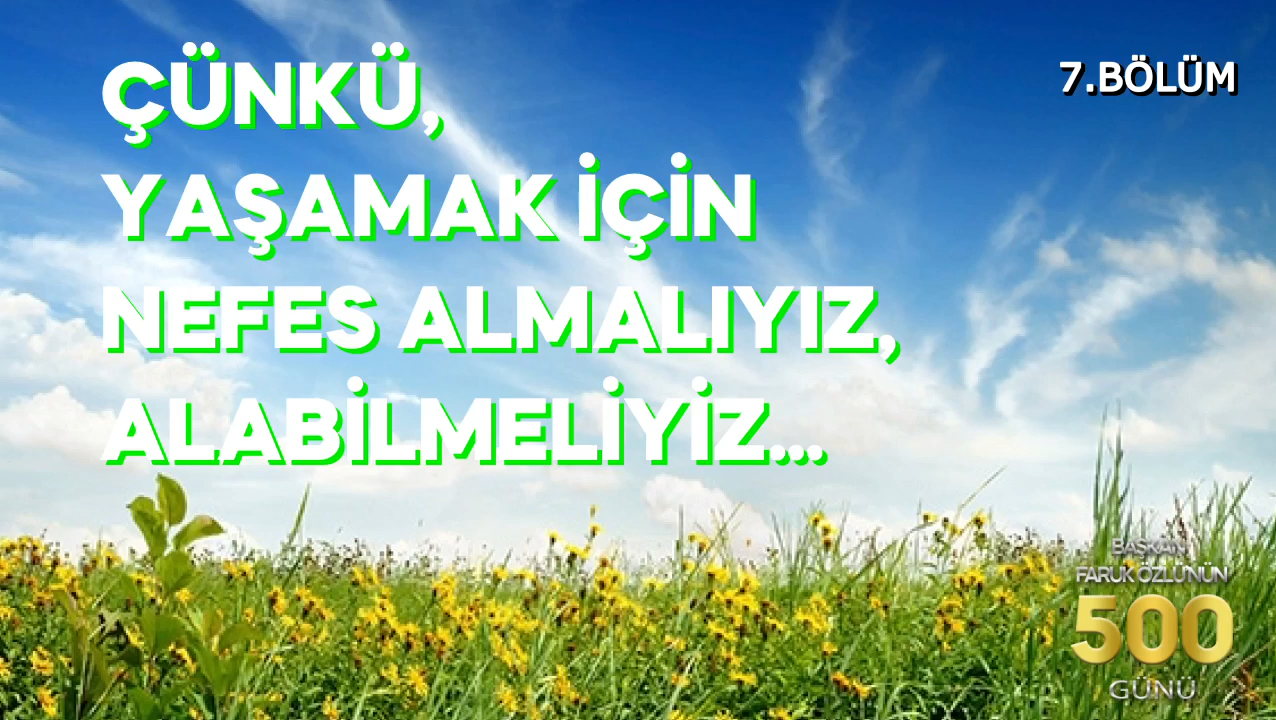 ÇÜNKÜ,
YAŞAMAK İÇİN
NEFES ALMALIYIZ,
ALABİLMELİYİZ...
7.BÖLÜM
BAŞKAN
FARUK ÖZLÜ'NÜN
500
GÜNÜ